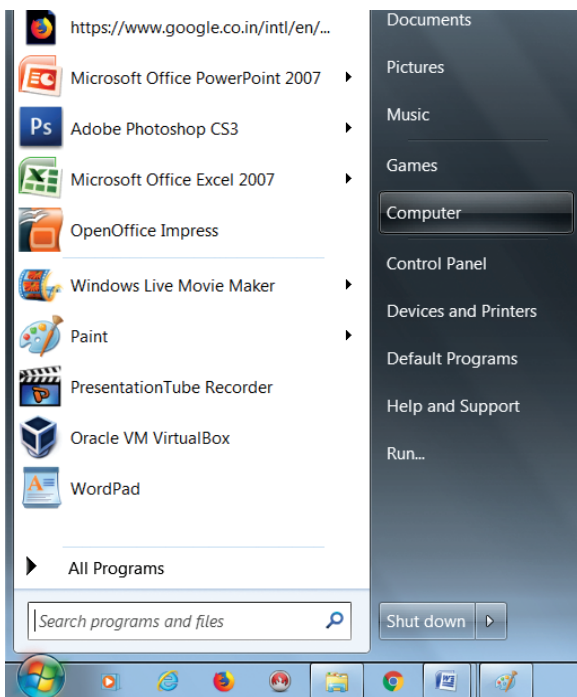 https://www.google.co.in/intl/en/...
Microsoft Office PowerPoint 2007
Ps Adobe Photoshop CS3
Microsoft Office Excel 2007
OpenOffice Impress
Windows Live Movie Maker
Paint
PresentationTube Recorder
Oracle VM VirtualBox
WordPad
All Programs
Search programs and files
Documents
Pictures
Music
Games
Computer
Control Panel
Devices and Printers
Default Programs
Help and Support
Run...
Shut down